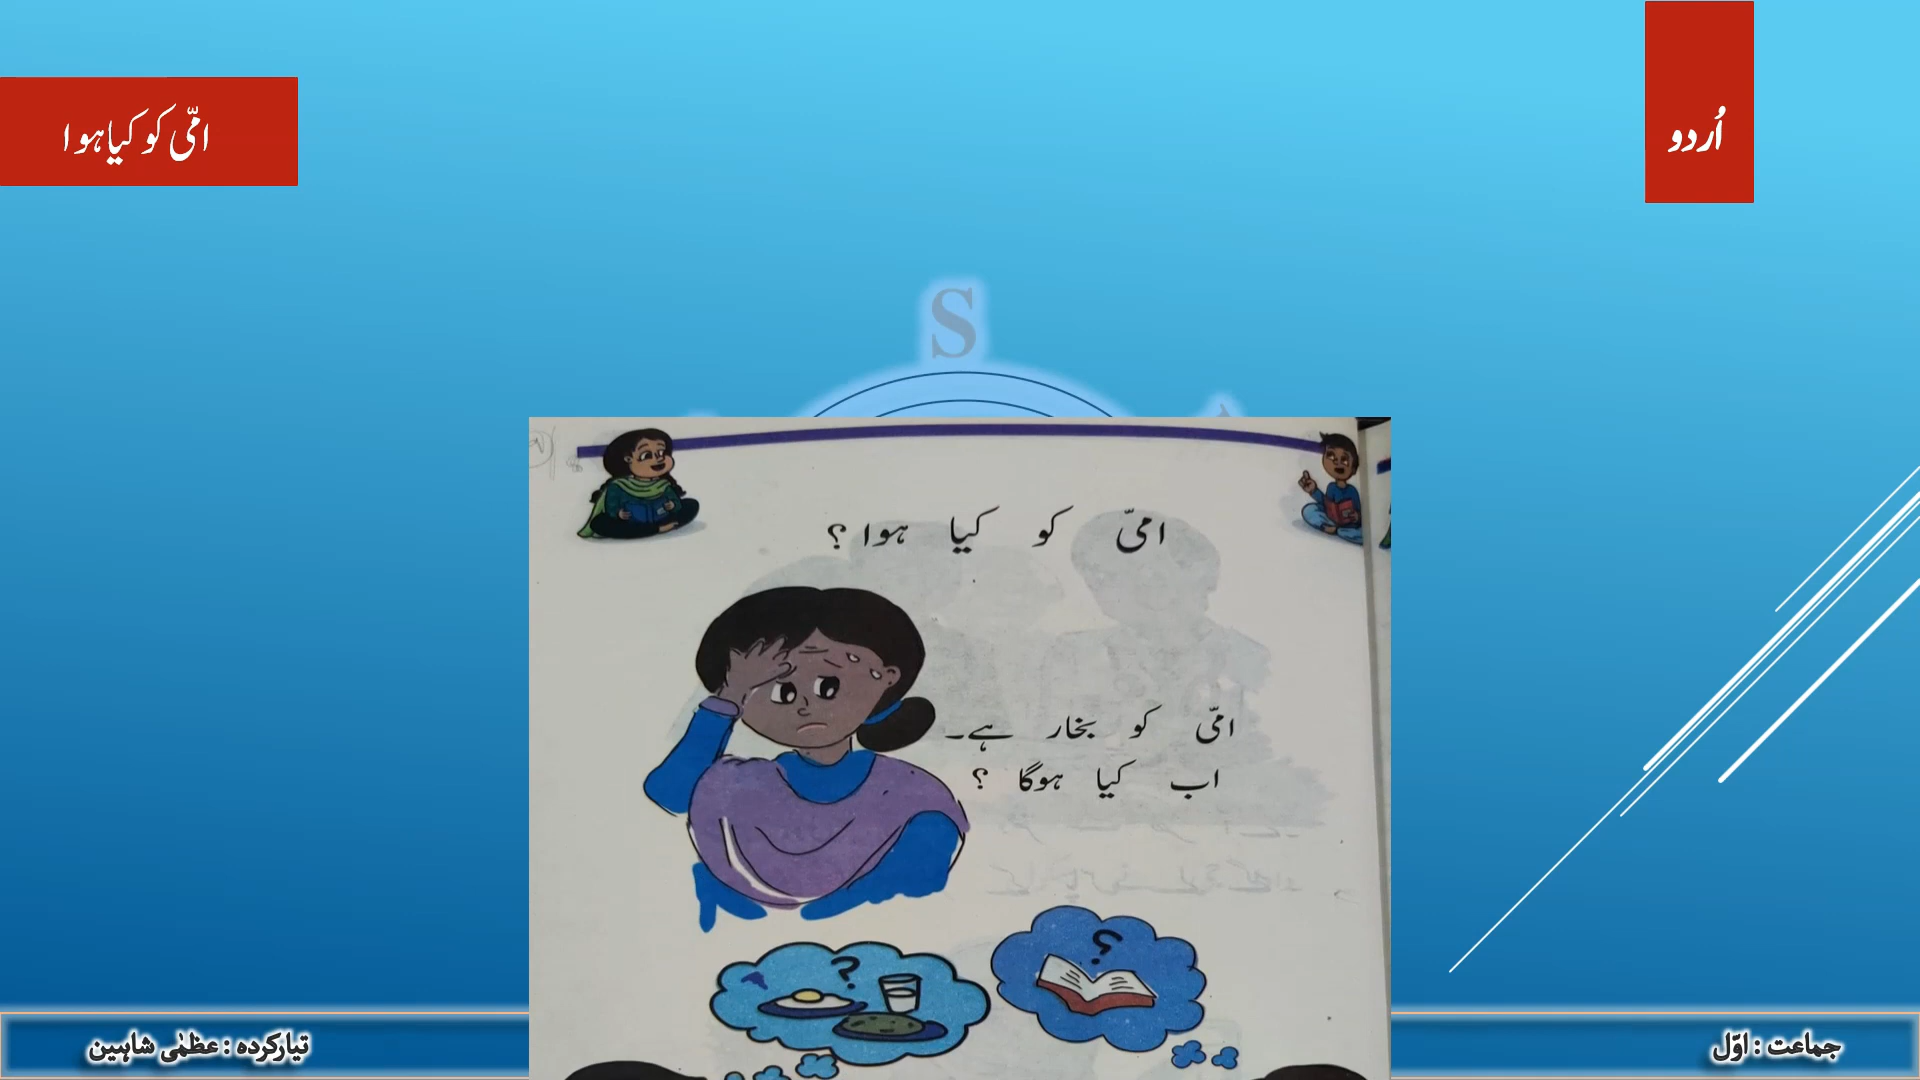 اُردو
امّی کو کیا ہوا
S
امیّ کو کیا ہوا ؟
امّی کو بخار ہے۔
اب کیا ہوگا ؟
?
؟
جماعت : اوّل
تیارکردہ : عظمٰی شاہین